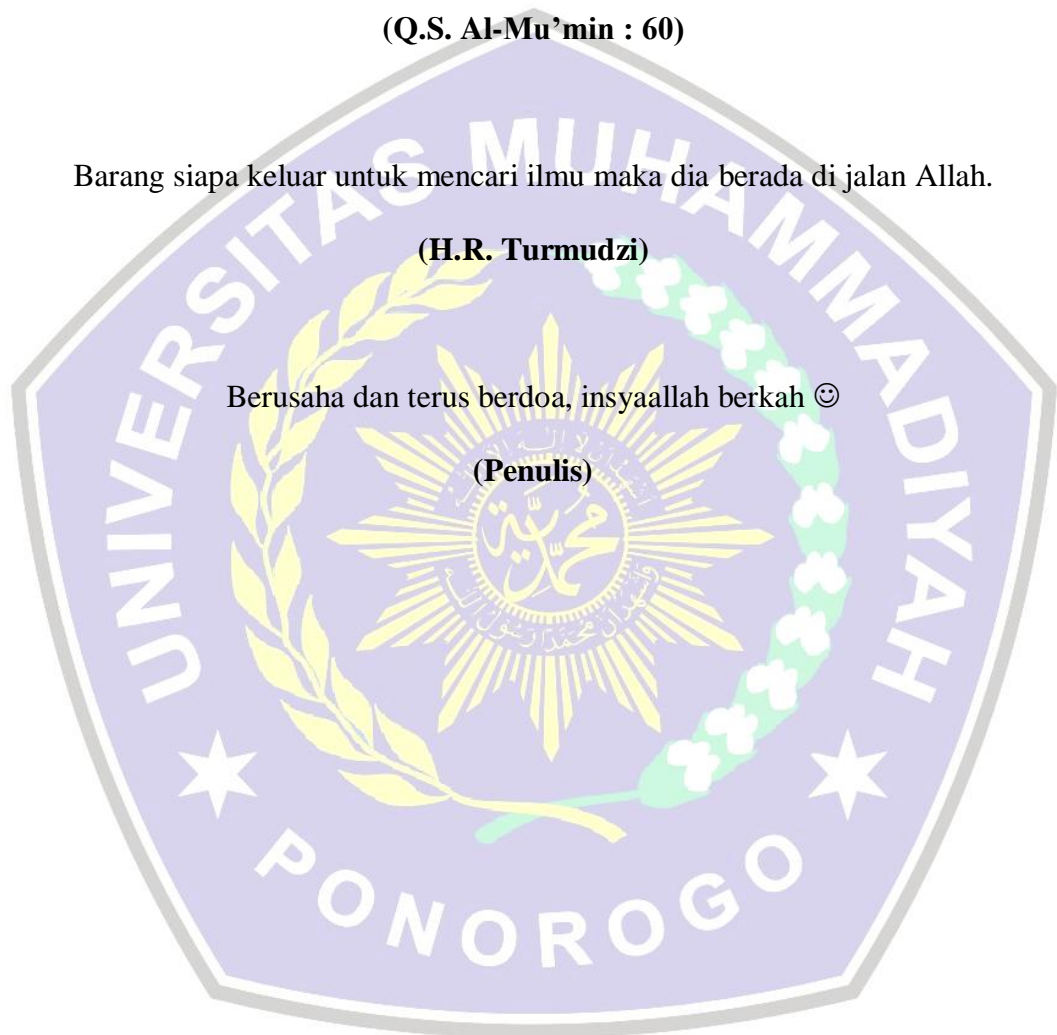 (Q.S. Al-Mu’min : 60)
Barang siapa keluar untuk mencari ilmu maka dia berada di jalan Allah.
(H.R. Turmudzi)
Berusaha dan terus berdoa, insyaallah berkah ☺
(Penulis)
UNIVERSITAS MUHAMMADIYAH
PONOROGO
محمدية